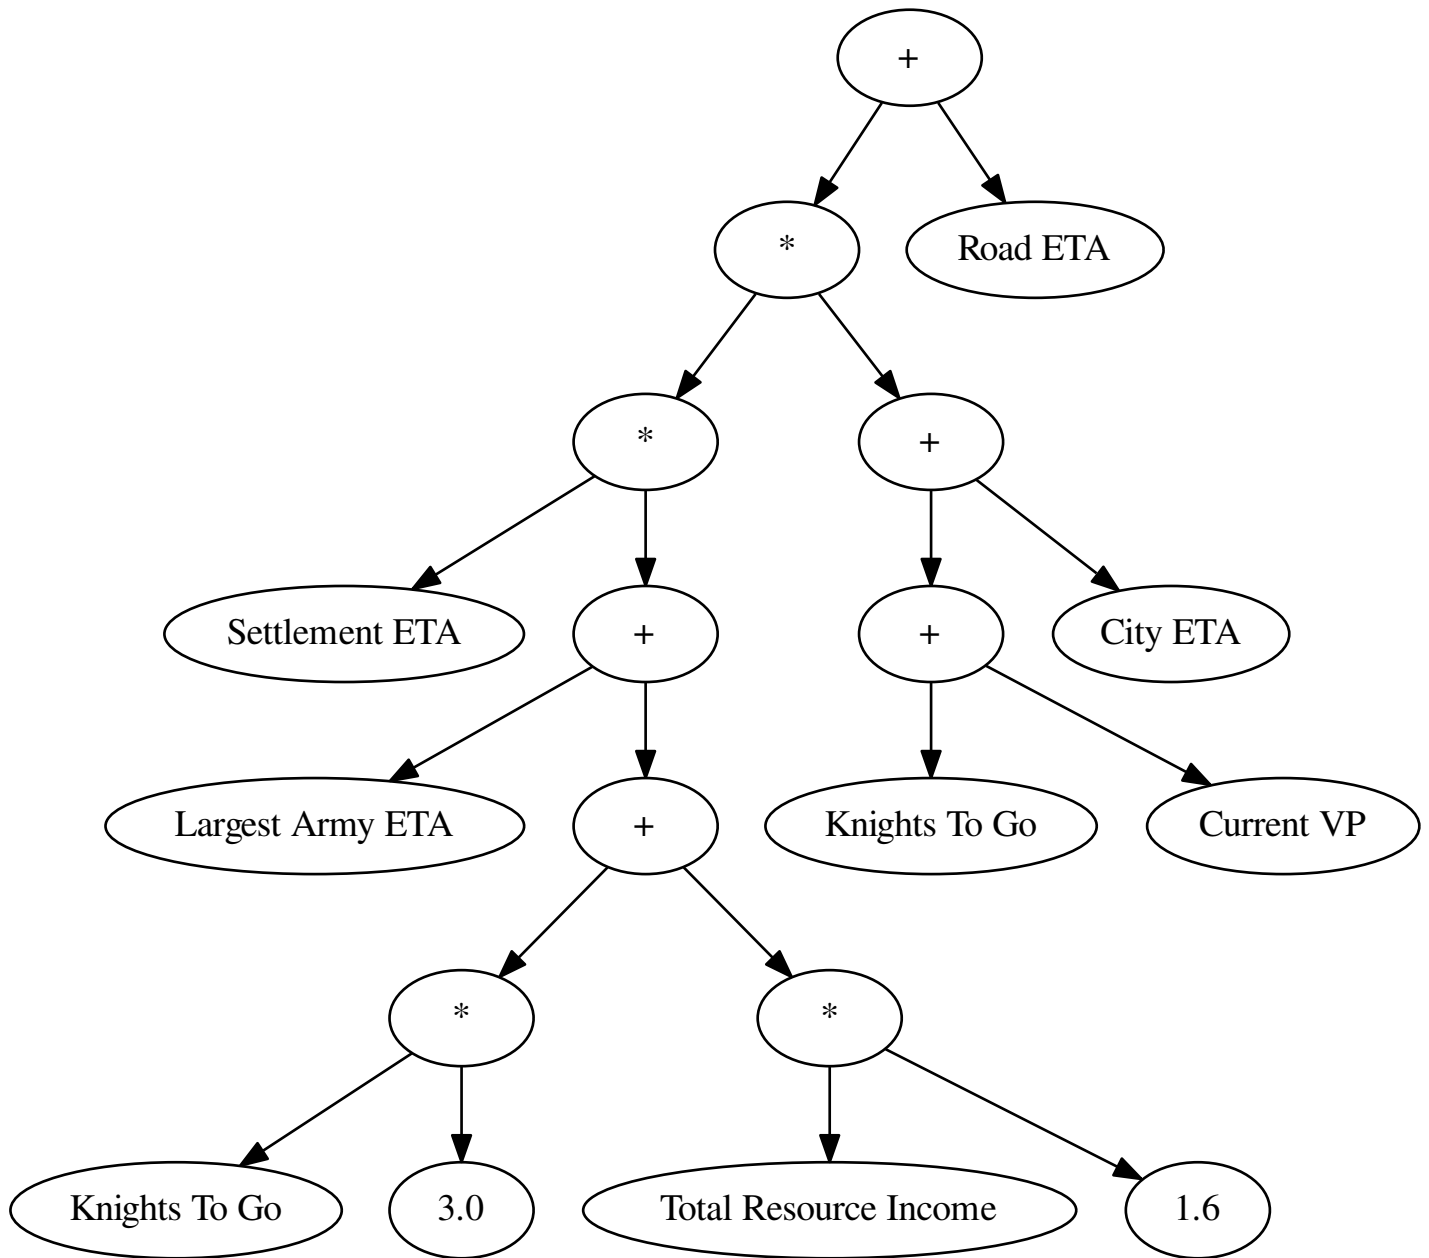 +
* Road ETA
* +
Settlement ETA + + City ETA
Largest Army ETA + Knights To Go Current VP
* *
Knights To Go 3.0 Total Resource Income 1.6